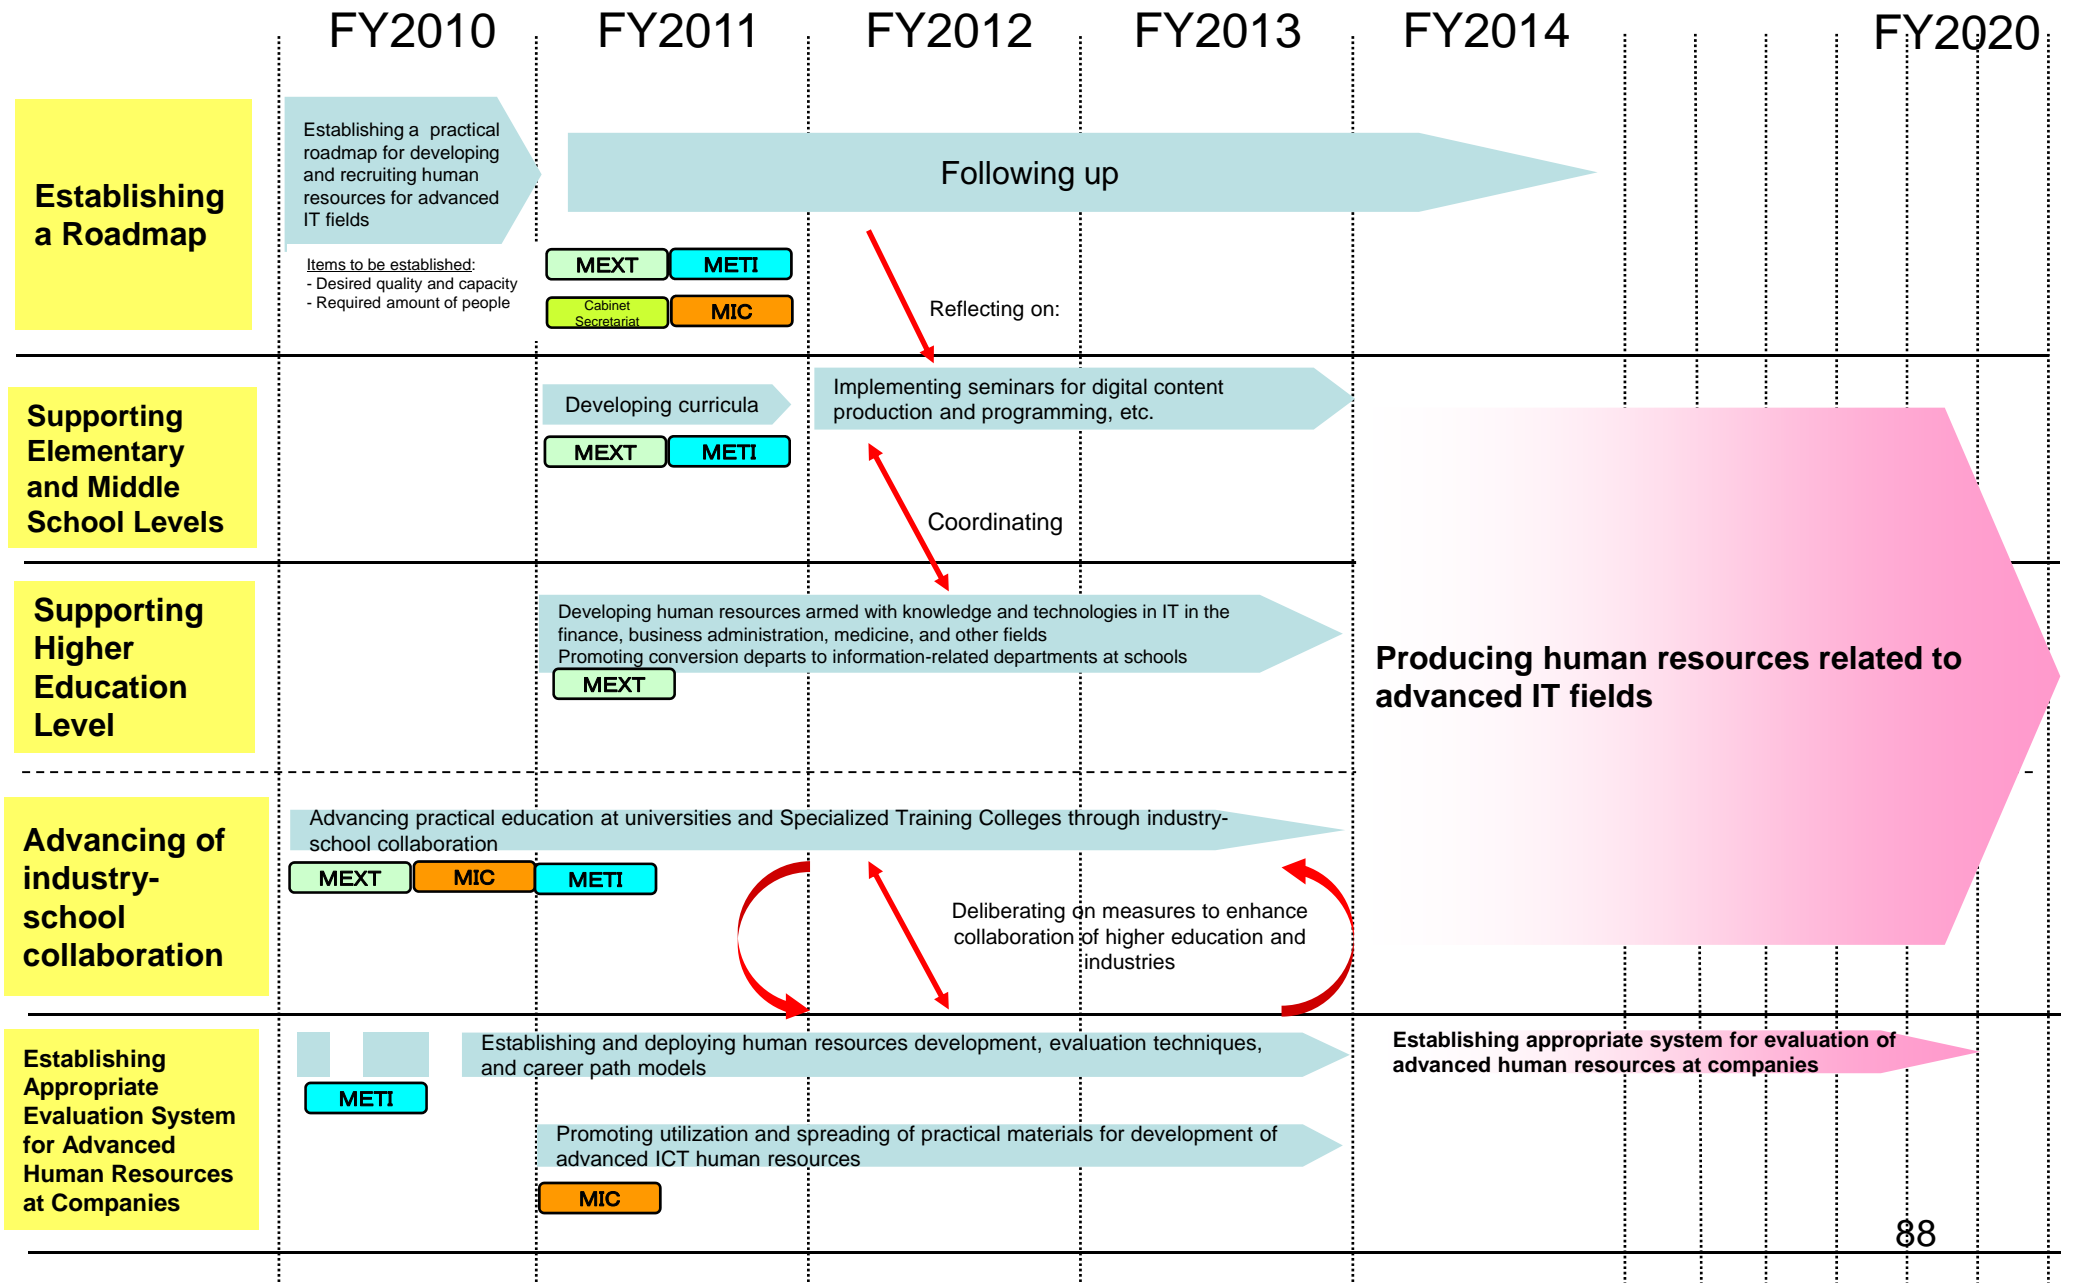 FY2010
FY2011
FY2012
FY2013
FY2014
FY2020
Establishing
a Roadmap
Establishing a practical
roadmap for developing
and recruiting human
resources for advanced
IT fields
Following up
Items to be established:
- Desired quality and capacity
- Required amount of people
MEXT
METI
Cabinet
Secretariat
MIC
Reflecting on:
Supporting
Elementary
and Middle
School Levels
Developing curricula
MEXT
METI
Implementing seminars for digital content
production and programming, etc.
Coordinating
Supporting
Higher
Education
Level
Developing human resources armed with knowledge and technologies in IT in the
finance, business administration, medicine, and other fields
Promoting conversion departs to information-related departments at schools
MEXT
Producing human resources related to
advanced IT fields
Advancing of
industry-
school
collaboration
Advancing practical education at universities and Specialized Training Colleges through industry-
school collaboration
MEXT
MIC
METI
Deliberating on measures to enhance
collaboration of higher education and
industries
Establishing
Appropriate
Evaluation System
for Advanced
Human Resources
at Companies
METI
Establishing and deploying human resources development, evaluation techniques,
and career path models
Establishing appropriate system for evaluation of
advanced human resources at companies
Promoting utilization and spreading of practical materials for development of
advanced ICT human resources
MIC
88